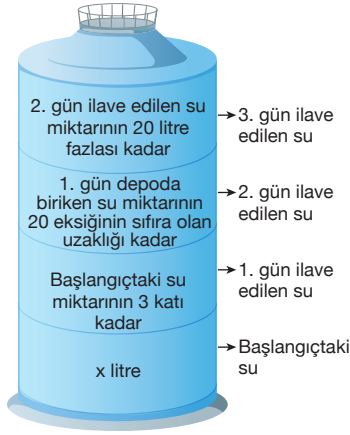 2. gün ilave edilen su
miktarının 20 litre
fazlası kadar
3. gün ilave
edilen su
1. gün depoda
biriken su miktarının
20 eksiğinin sıfıra olan
uzaklığı kadar
2. gün ilave
edilen su
Başlangıçtaki su
miktarının 3 katı
kadar
1. gün ilave
edilen su
x litre
Başlangıçtaki
su